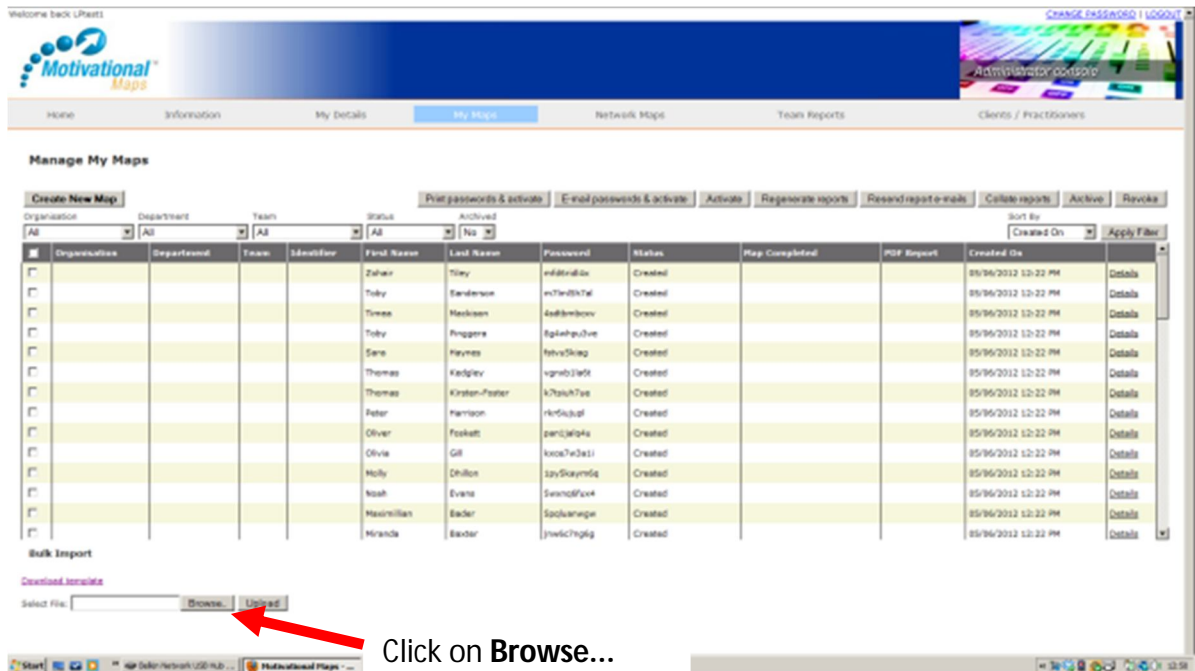 Welcome back LPtest1
CHANGE PASSWORD | LOGOUT
Motivational Maps
Administrator console
Home Information My Details My Maps Network Maps Team Reports Clients / Practitioners
Manage My Maps
Create New Map Print passwords & activate E-mail passwords & activate Activate Regenerate reports Resend report e-mails Collate reports Archive Revoke
Organisation Department Team Status Archived Sort By
All All All All No Created On Apply Filter
Organisation Department Team Identifier First Name Last Name Password Status Map Completed PDF Report Created On
Zahair Tiley Created 05/06/2012 12:22 PM Details
Toby Sanderson Created 05/06/2012 12:22 PM Details
Timea Created 05/06/2012 12:22 PM Details
Toby Pinggera Created 05/06/2012 12:22 PM Details
Sara Haynes Created 05/06/2012 12:22 PM Details
Thomas Kedgley Created 05/06/2012 12:22 PM Details
Thomas Kirsten-Foster Created 05/06/2012 12:22 PM Details
Peter Harrison Created 05/06/2012 12:22 PM Details
Oliver Foskett Created 05/06/2012 12:22 PM Details
Olivia Gill Created 05/06/2012 12:22 PM Details
Molly Dhillon Created 05/06/2012 12:22 PM Details
Noah Evans Created 05/06/2012 12:22 PM Details
Maximillian Bader Created 05/06/2012 12:22 PM Details
Miranda Baxter Created 05/06/2012 12:22 PM Details
Bulk Import
Download template
Select File: Browse.. Upload
Click on Browse...
Start Belkin Network USB Hub ... Motivational Maps - ...